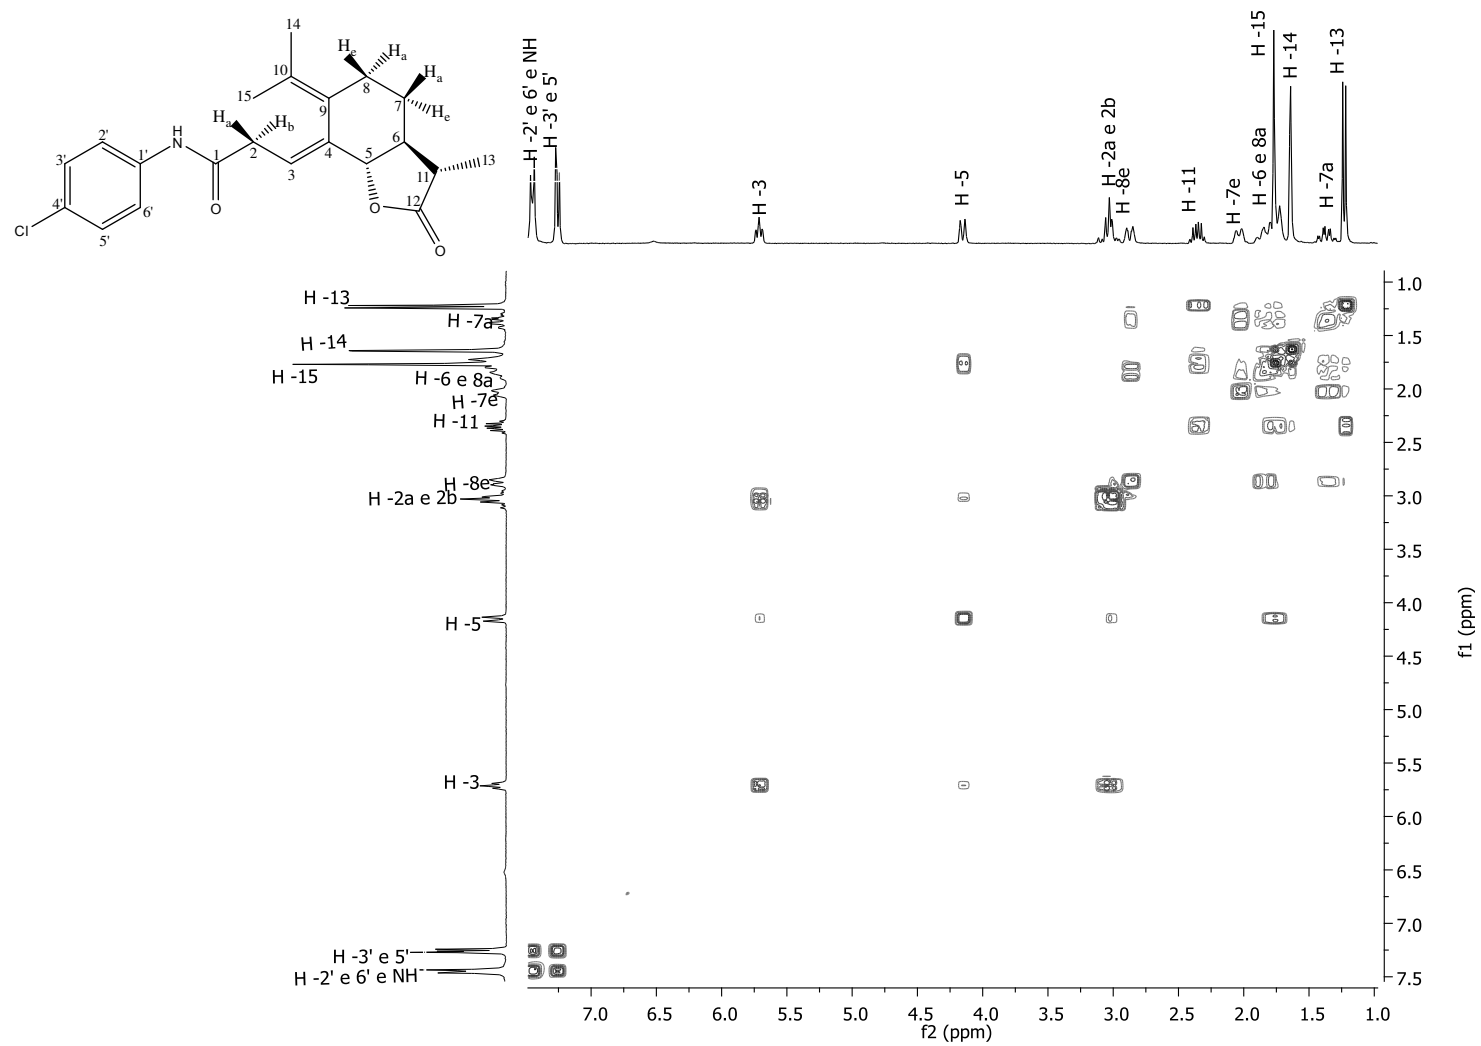 14
10
15
He
Ha
8
Ha
9
7
He
Ha
Hb
6
2'
H
N
3'
1'
1
2
4
5
11
13
3
4'
6'
O
O
12
Cl
5'
O
H -2' e 6' e NH
H -3' e 5'
H -3
H -5
H -2a e 2b
H -8e
H -11
H -7e
H -6 e 8a
H -15
H -14
H -7a
H -13
H -13
H -7a
H -14
H -15
H -6 e 8a
H -7e
H -11
H -8e
H -2a e 2b
H -5
H -3
H -3' e 5'
H -2' e 6' e NH
1.0
1.5
2.0
2.5
3.0
3.5
4.0
4.5
5.0
5.5
6.0
6.5
7.0
7.5
f1 (ppm)
7.0 6.5 6.0 5.5 5.0 4.5 4.0 3.5 3.0 2.5 2.0 1.5 1.0
f2 (ppm)